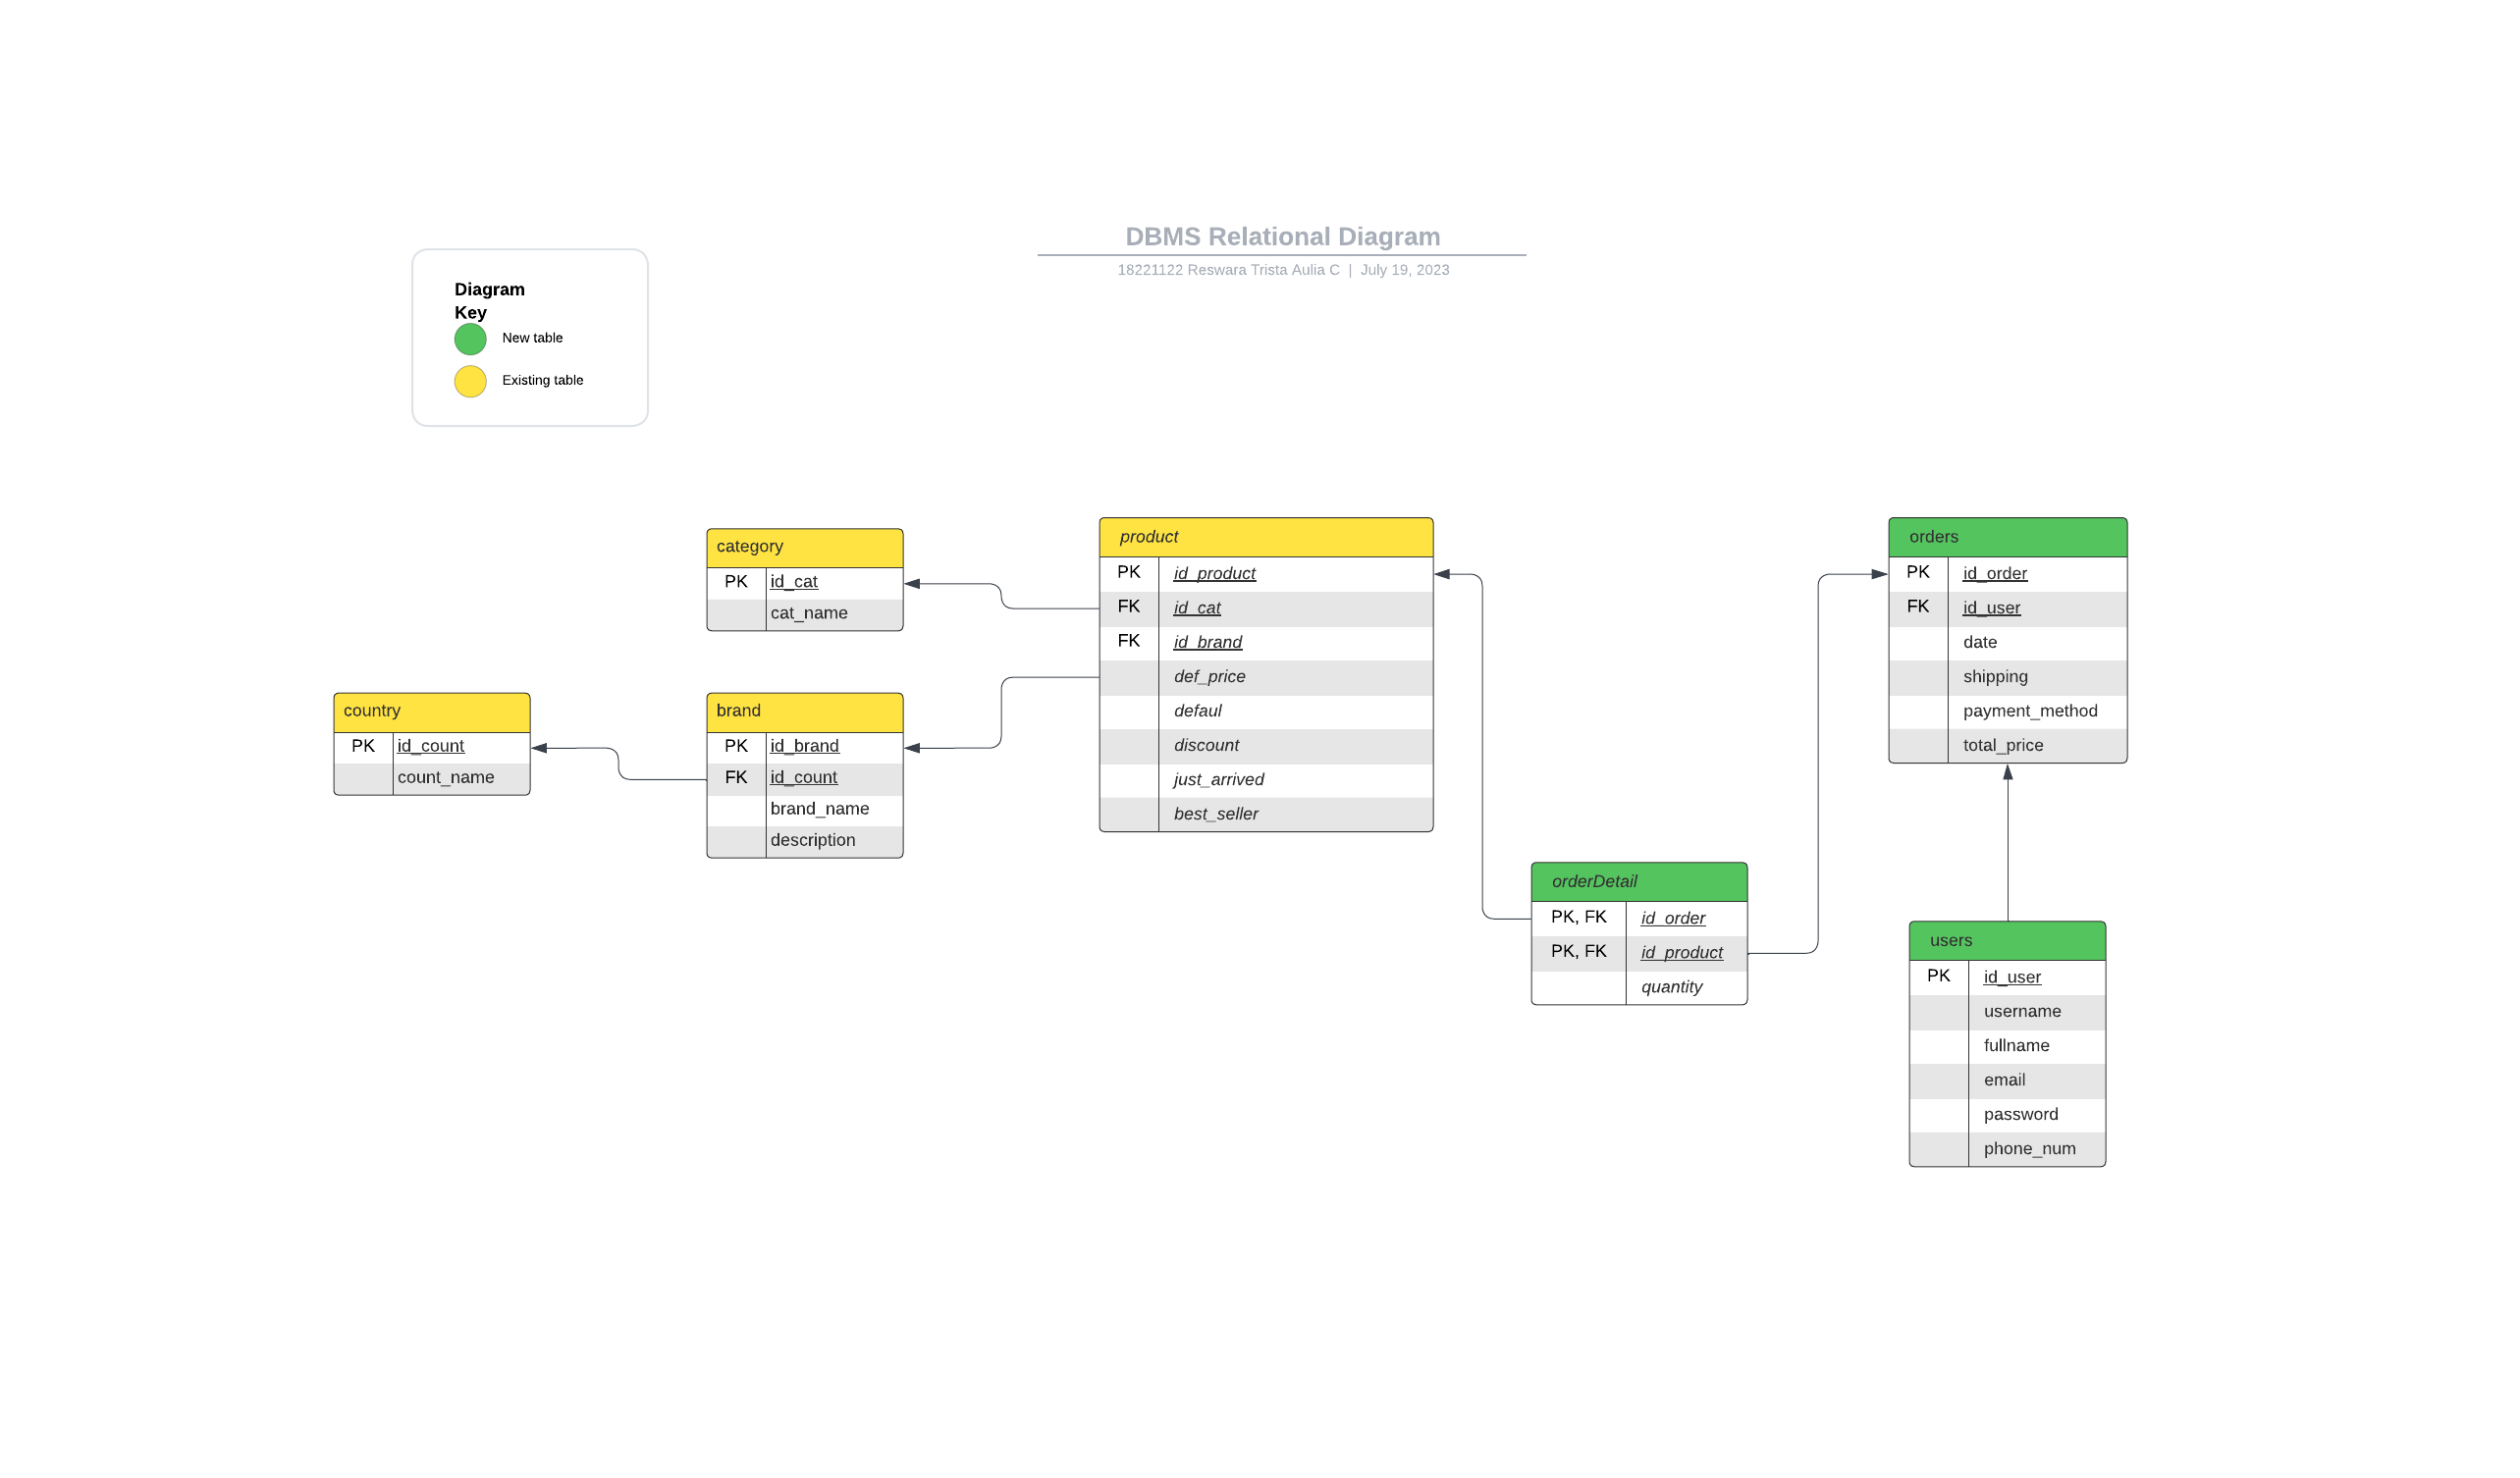 DBMS Relational Diagram
18221122 Reswara Trista Aulia C | July 19, 2023
Diagram
Key
New table
Existing table
category
PK id_cat
cat_name
country
PK id_count
count_name
brand
PK id_brand
FK id_count
brand_name
description
product
PK id_product
FK id_cat
FK id_brand
def_price
defaul
discount
just_arrived
best_seller
orderDetail
PK, FK id_order
PK, FK id_product
quantity
orders
PK id_order
FK id_user
date
shipping
payment_method
total_price
users
PK id_user
username
fullname
email
password
phone_num